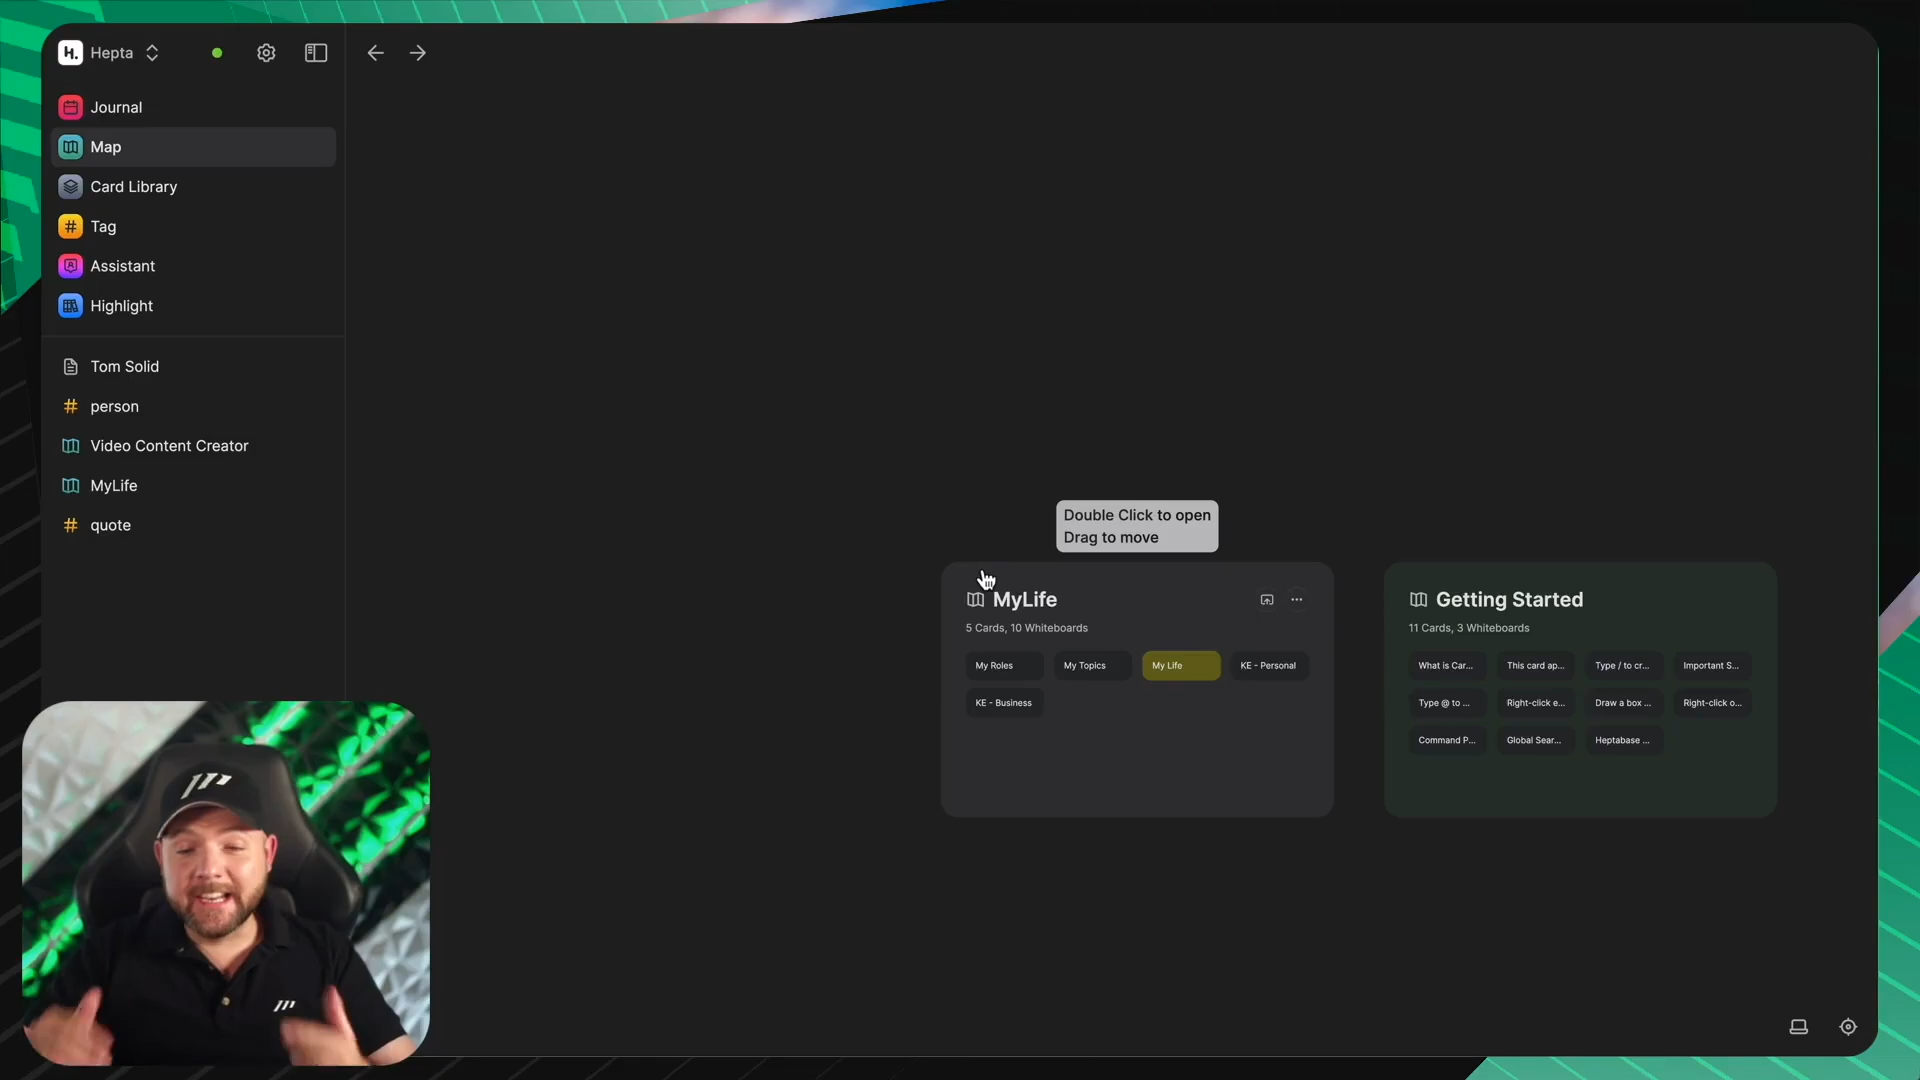 H. Hepta
Journal
Map
Card Library
Tag
Assistant
Highlight
Tom Solid
person
Video Content Creator
MyLife
quote
Double Click to open
Drag to move
MyLife
5 Cards, 10 Whiteboards
My Roles
My Topics
My Life
KE - Personal
KE - Business
Getting Started
11 Cards, 3 Whiteboards
What is Car...
This card ap...
Type / to cr...
Important S...
Type @ to ...
Right-click e...
Draw a box ...
Right-click o...
Command P...
Global Sear...
Heptabase ...